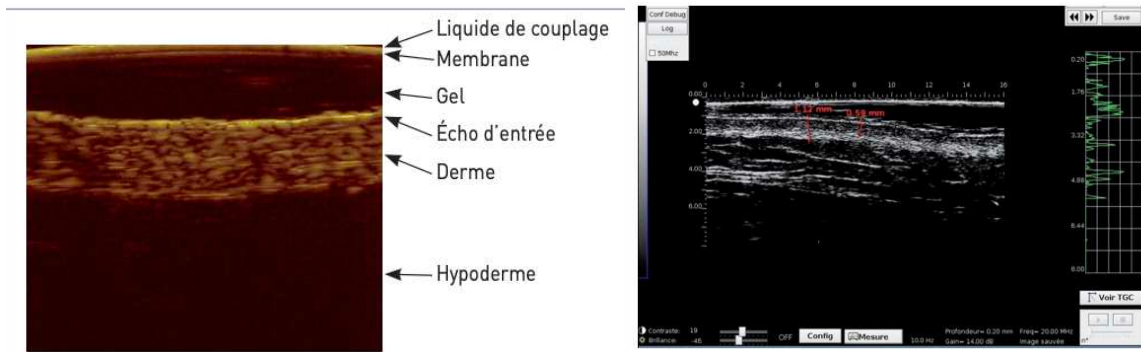 Liquide de couplage
Membrane
Gel
Écho d'entrée
Derme
Hypoderme
Conf Debug
Log
50Mhz
Save
0 2 4 6 8 10 12 14 16
0.00
2.00
4.00
6.00
1.12 mm
0.59 mm
0.20
1.76
3.32
4.88
6.44
8.00
Voir TGC
n°
Contraste: 19
Brillance: -46
OFF
Config
Mesure
10.0 Hz
Profondeur= 0.20 mm Freq= 20.00 MHz
Gain= 14.00 dB Image sauvée